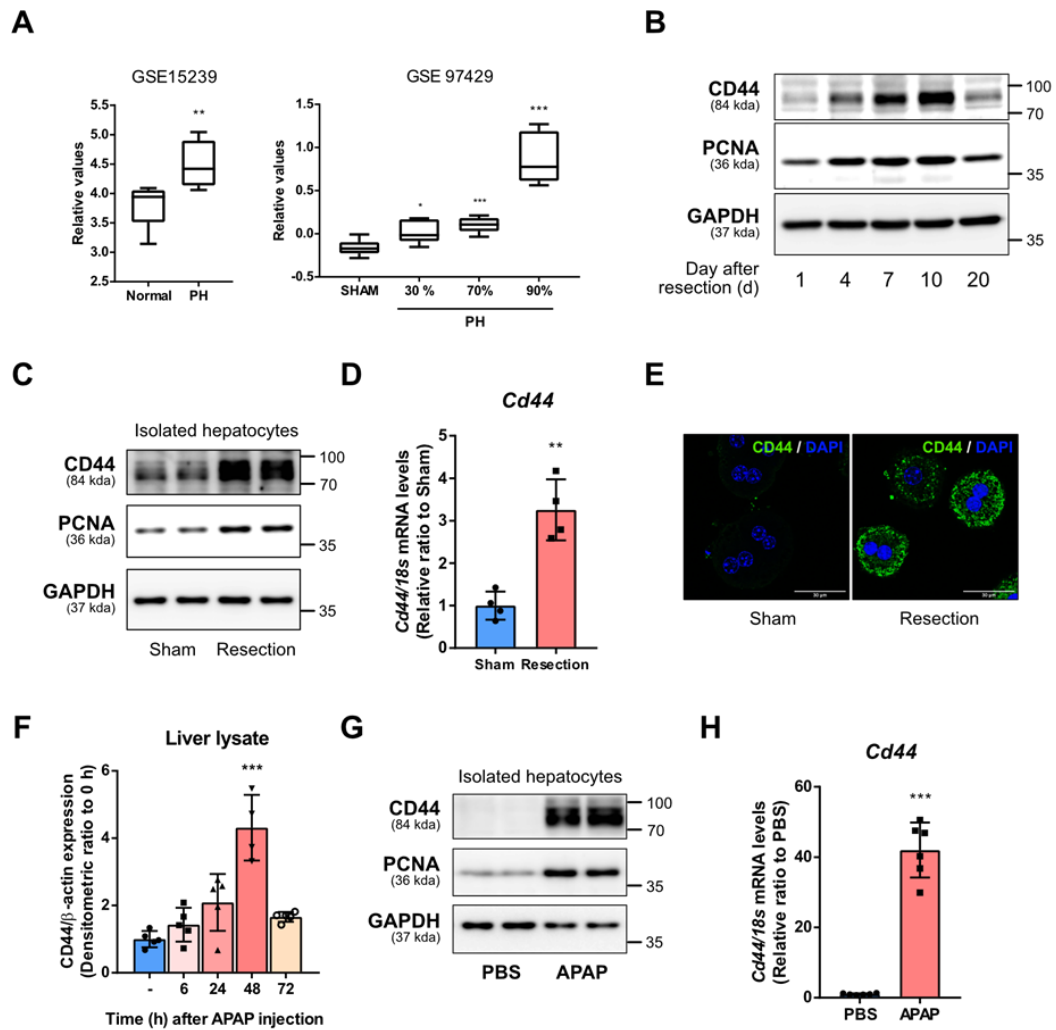 A
GSE15239
Relative values
5.5
5.0
4.5
4.0
3.5
3.0
2.5
**
Normal PH
GSE 97429
Relative values
1.5
1.0
0.5
0.0
-0.5
* *** ***
SHAM 30 % 70% 90%
PH
B
CD44
(84 kda)
100
70
PCNA
(36 kda)
35
GAPDH
(37 kda)
35
Day after
resection (d)
1 4 7 10 20
C
Isolated hepatocytes
CD44
(84 kda)
100
70
PCNA
(36 kda)
35
GAPDH
(37 kda)
35
Sham Resection
D
Cd44
Cd44/18s mRNA levels
(Relative ratio to Sham)
5
4
3
2
1
0
**
Sham Resection
E
CD44 / DAPI
CD44 / DAPI
Sham
Resection
F
Liver lysate
CD44/β-actin expression
(Densitometric ratio to 0 h)
6
4
2
0
***
- 6 24 48 72
Time (h) after APAP injection
G
Isolated hepatocytes
CD44
(84 kda)
100
70
PCNA
(36 kda)
35
GAPDH
(37 kda)
35
PBS APAP
H
Cd44
Cd44/18s mRNA levels
(Relative ratio to PBS)
60
40
20
0
***
PBS APAP